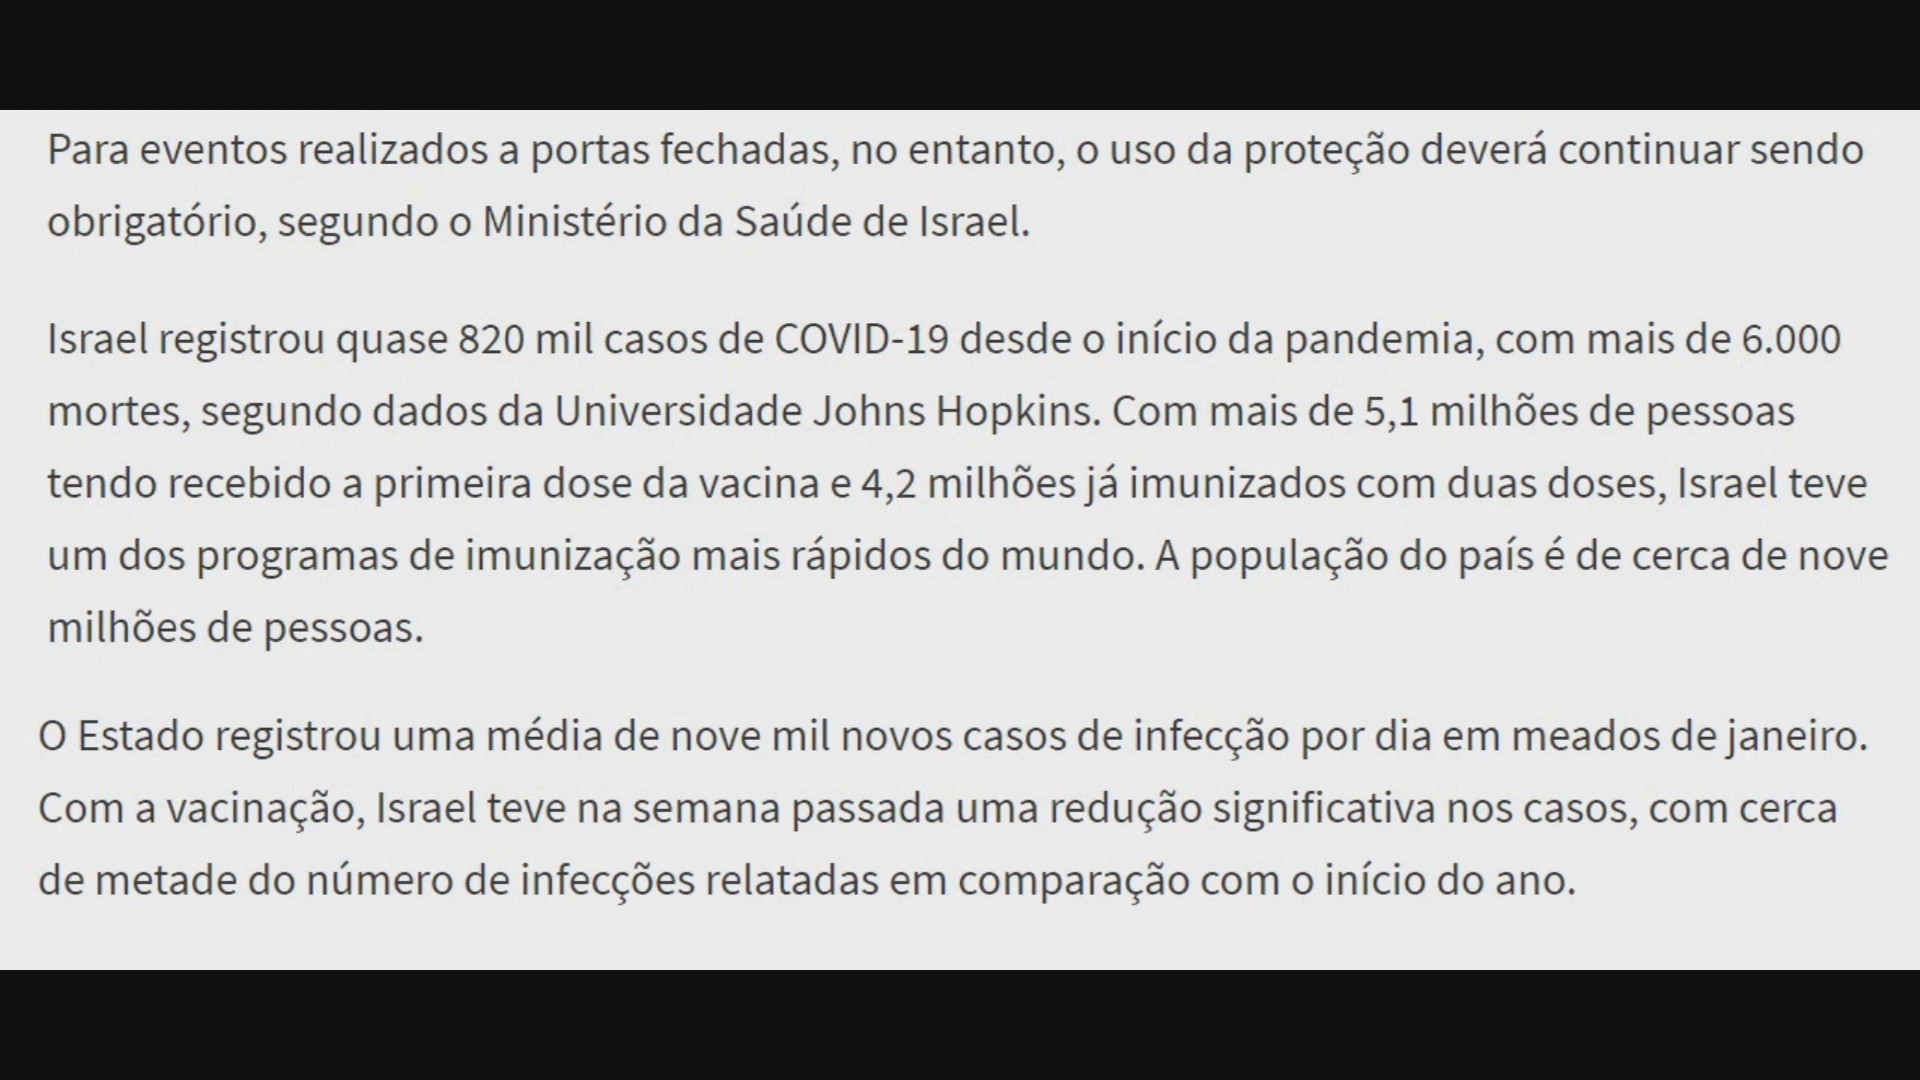 Para eventos realizados a portas fechadas, no entanto, o uso da proteção deverá continuar sendo
obrigatório, segundo o Ministério da Saúde de Israel.
Israel registrou quase 820 mil casos de COVID-19 desde o início da pandemia, com mais de 6.000
mortes, segundo dados da Universidade Johns Hopkins. Com mais de 5,1 milhões de pessoas
tendo recebido a primeira dose da vacina e 4,2 milhões já imunizados com duas doses, Israel teve
um dos programas de imunização mais rápidos do mundo. A população do país é de cerca de nove
milhões de pessoas.
O Estado registrou uma média de nove mil novos casos de infecção por dia em meados de janeiro.
Com a vacinação, Israel teve na semana passada uma redução significativa nos casos, com cerca
de metade do número de infecções relatadas em comparação com o início do ano.